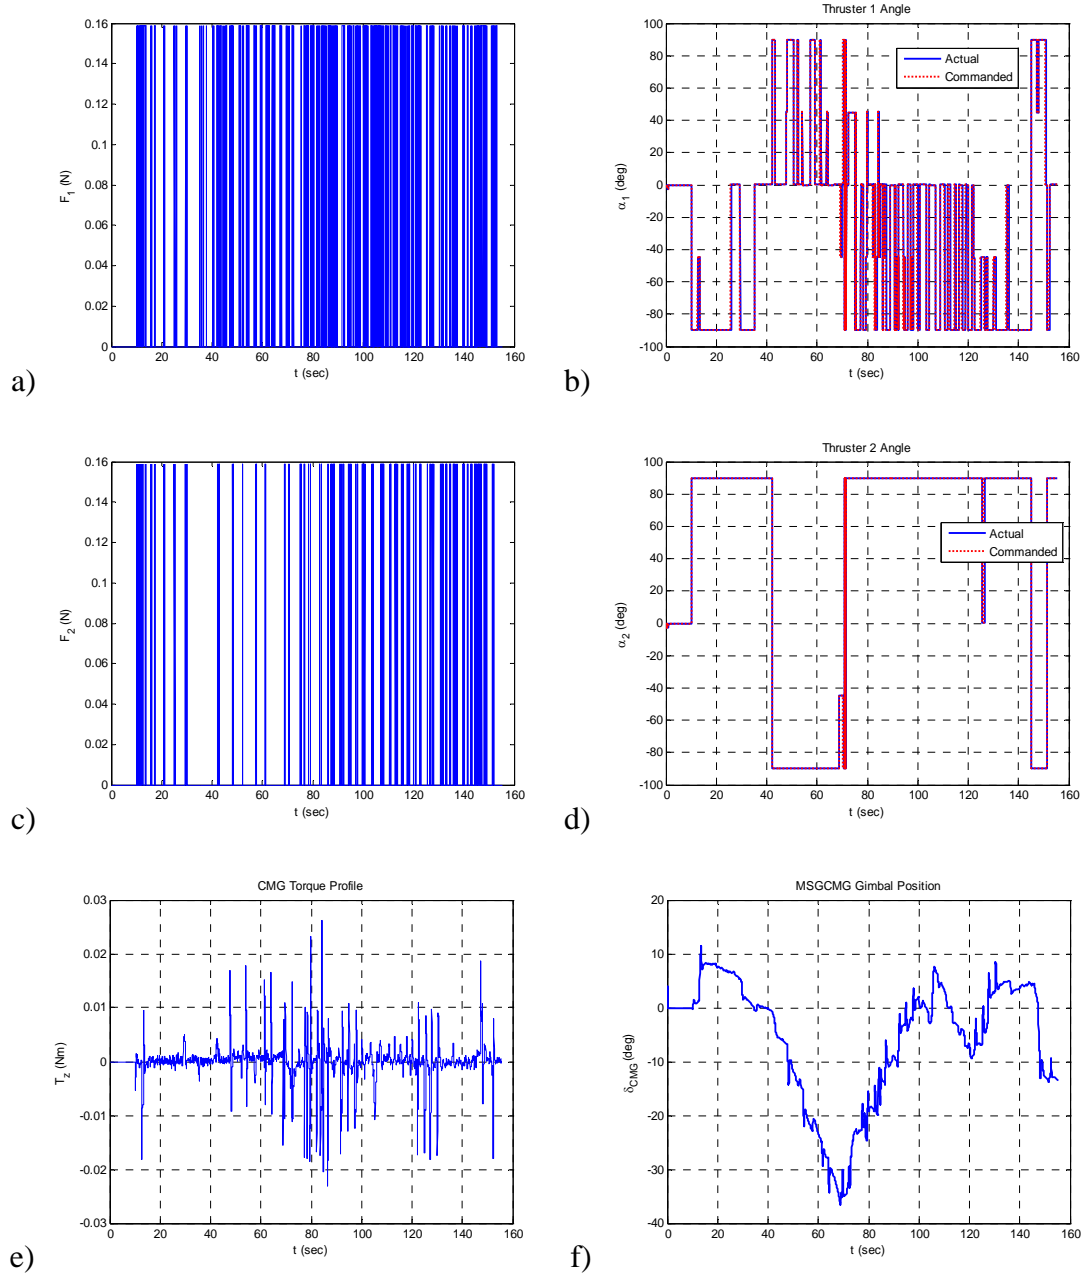 0.16
0.14
0.12
0.1
0.08
0.06
0.04
0.02
0
F1 (N)
0 20 40 60 80 100 120 140 160
t (sec)
a)
Thruster 1 Angle
100
80
60
40
20
0
-20
-40
-60
-80
-100
α1 (deg)
Actual
Commanded
0 20 40 60 80 100 120 140 160
t (sec)
b)
0.16
0.14
0.12
0.1
0.08
0.06
0.04
0.02
0
F2 (N)
0 20 40 60 80 100 120 140 160
t (sec)
c)
Thruster 2 Angle
100
80
60
40
20
0
-20
-40
-60
-80
-100
α2 (deg)
Actual
Commanded
0 20 40 60 80 100 120 140 160
t (sec)
d)
CMG Torque Profile
0.03
0.02
0.01
0
-0.01
-0.02
-0.03
Tz (Nm)
0 20 40 60 80 100 120 140 160
t (sec)
e)
MSGCMG Gimbal Position
20
10
0
-10
-20
-30
-40
δCMG (deg)
0 20 40 60 80 100 120 140 160
t (sec)
f)